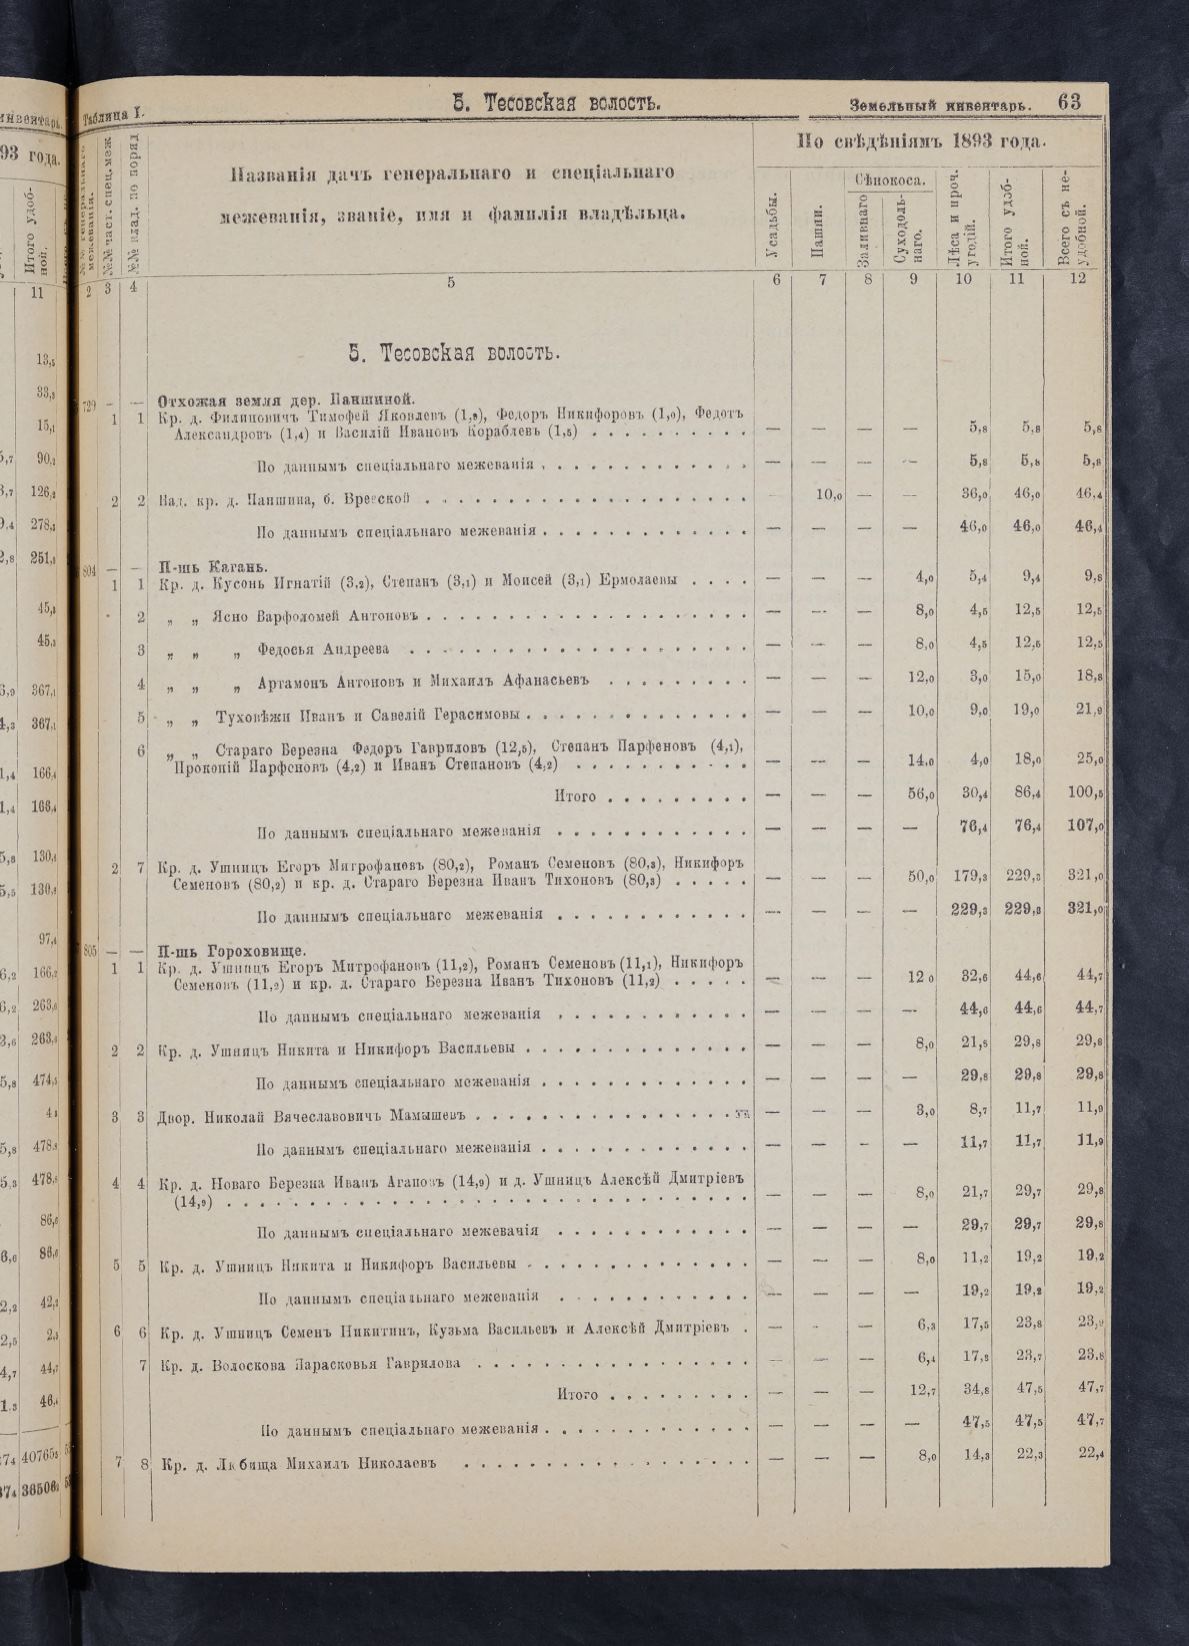 Таблица I.
5. Тесовская волость.
Земельный инвентарь. 63
№№ генеральнаго межеванія.
№№ част. спец. меж
№№ влад. по поряд
Названія дачъ генеральнаго и спеціальнаго
межеванія, званіе, имя и фамилія владѣльца.
По свѣдѣніямъ 1893 года.
Усадьбы.
Пашни.
Сѣнокоса.
Заливнаго
Суходоль-наго.
Лѣса и проч. угодій.
Итого удоб-ной.
Всего съ не-удобной.
2 3 4 5 6 7 8 9 10 11 12
5. Тесовская волость.
729 — — Отхожая земля дер. Паншиной.
1 1 Кр. д. Филиповичъ Тимофей Яковлевъ (1,9), Федоръ Никифоровъ (1,0), Федотъ
Александровъ (1,4) и Василій Ивановъ Кораблевъ (1,5) — — — — 5,8 5,8 5,8
По данымъ спеціальнаго межеванія — — — — 5,8 5,8 5,8
2 2 Над. кр. д. Паншина, б. Вревской 10,0 — — 36,0 46,0 46,4
По даннымъ спеціальнаго межеванія — — — — 46,0 46,0 46,4
804 — — П-шь Кагань.
1 1 Кр. д. Кусонь Игнатій (3,2), Степанъ (3,1) и Моисей (3,1) Ермолаевы — — — 4,0 5,4 9,4 9,8
2 „ „ Ясно Варфоломей Антоновъ — — — 8,0 4,5 12,5 12,5
3 „ „ „ Федосья Андреева — — — 8,0 4,5 12,5 12,5
4 „ „ „ Артамонъ Антоновъ и Михаилъ Афанасьевъ — — — 12,0 3,0 15,0 18,8
5 „ „ Туховѣжи Иванъ и Савелій Герасимовы — — — 10,0 9,0 19,0 21,9
6 „ „ Стараго Березна Федоръ Гавриловъ (12,5), Степанъ Парфеновъ (4,1),
Прокопій Парфеновъ (4,2) и Иванъ Степановъ (4,2) — — — 14,0 4,0 18,0 25,0
Итого — — — 56,0 30,4 86,4 100,5
По даннымъ спеціальнаго межеванія — — — — 76,4 76,4 107,0
2 7 Кр. д. Ушницъ Егоръ Митрофановъ (80,2), Романъ Семеновъ (80,3), Никифоръ
Семеновъ (80,2) и кр. д. Стараго Березна Иванъ Тихоновъ (80,3) — — — 50,0 179,3 229,3 321,0
По даннымъ спеціальнаго межеванія — — — — 229,3 229,3 321,0
805 — — П-шь Гороховище.
1 1 Кр. д. Ушницъ Егоръ Митрофановъ (11,2), Романъ Семеновъ (11,1), Никифоръ
Семеновъ (11,2) и кр. д. Стараго Березна Иванъ Тихоновъ (11,2) — — — 12 0 32,6 44,6 44,7
По даннымъ спеціальнаго межеванія — — — — 44,6 44,6 44,7
2 2 Кр. д. Ушницъ Никита и Никифоръ Васильевы — — — 8,0 21,8 29,8 29,8
По даннымъ спеціальнаго межеванія — — — — 29,8 29,8 29,8
3 3 Двор. Николай Вячеславовичъ Мамышевъ — — — 3,0 8,7 11,7 11,9
По даннымъ спеціальнаго межеванія — — - — 11,7 11,7 11,9
4 4 Кр. д. Новаго Березна Иванъ Агаповъ (14,9) и д. Ушницъ Алексѣй Дмитріевъ
(14,9) — — — 8,0 21,7 29,7 29,8
По даннымъ спеціальнаго межеванія — — — — 29,7 29,7 29,8
5 5 Кр. д. Ушницъ Никита и Никифоръ Васильевы — — — 8,0 11,2 19,2 19,2
По даннымъ спеціальнаго межеванія — — — — 19,2 19,2 19,2
6 6 Кр. д. Ушницъ Семенъ Никитинъ, Кузьма Васильевъ и Алексѣй Дмитріевъ — - — 6,3 17,5 23,8 23,9
7 Кр. д. Волоскова Парасковья Гаврилова — — — 6,4 17,3 23,7 23,8
Итого — — — 12,7 34,8 47,5 47,7
По даннымъ спеціальнаго межеванія — — — — 47,5 47,5 47,7
7 8 Кр. д. Любища Михаилъ Николаевъ — — — 8,0 14,3 22,3 22,4